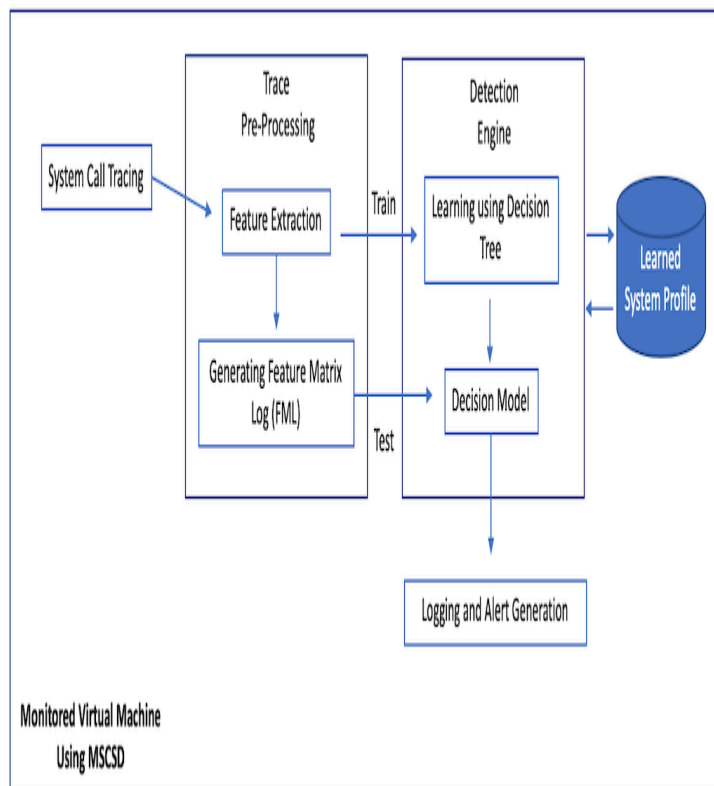 Trace
Pre-Processing
Detection
Engine
System Call Tracing
Feature Extraction
Train
Learning using Decision
Tree
Learned
System Profile
Generating Feature Matrix
Log (FML)
Test
Decision Model
Logging and Alert Generation
Monitored Virtual Machine
Using MSCSD